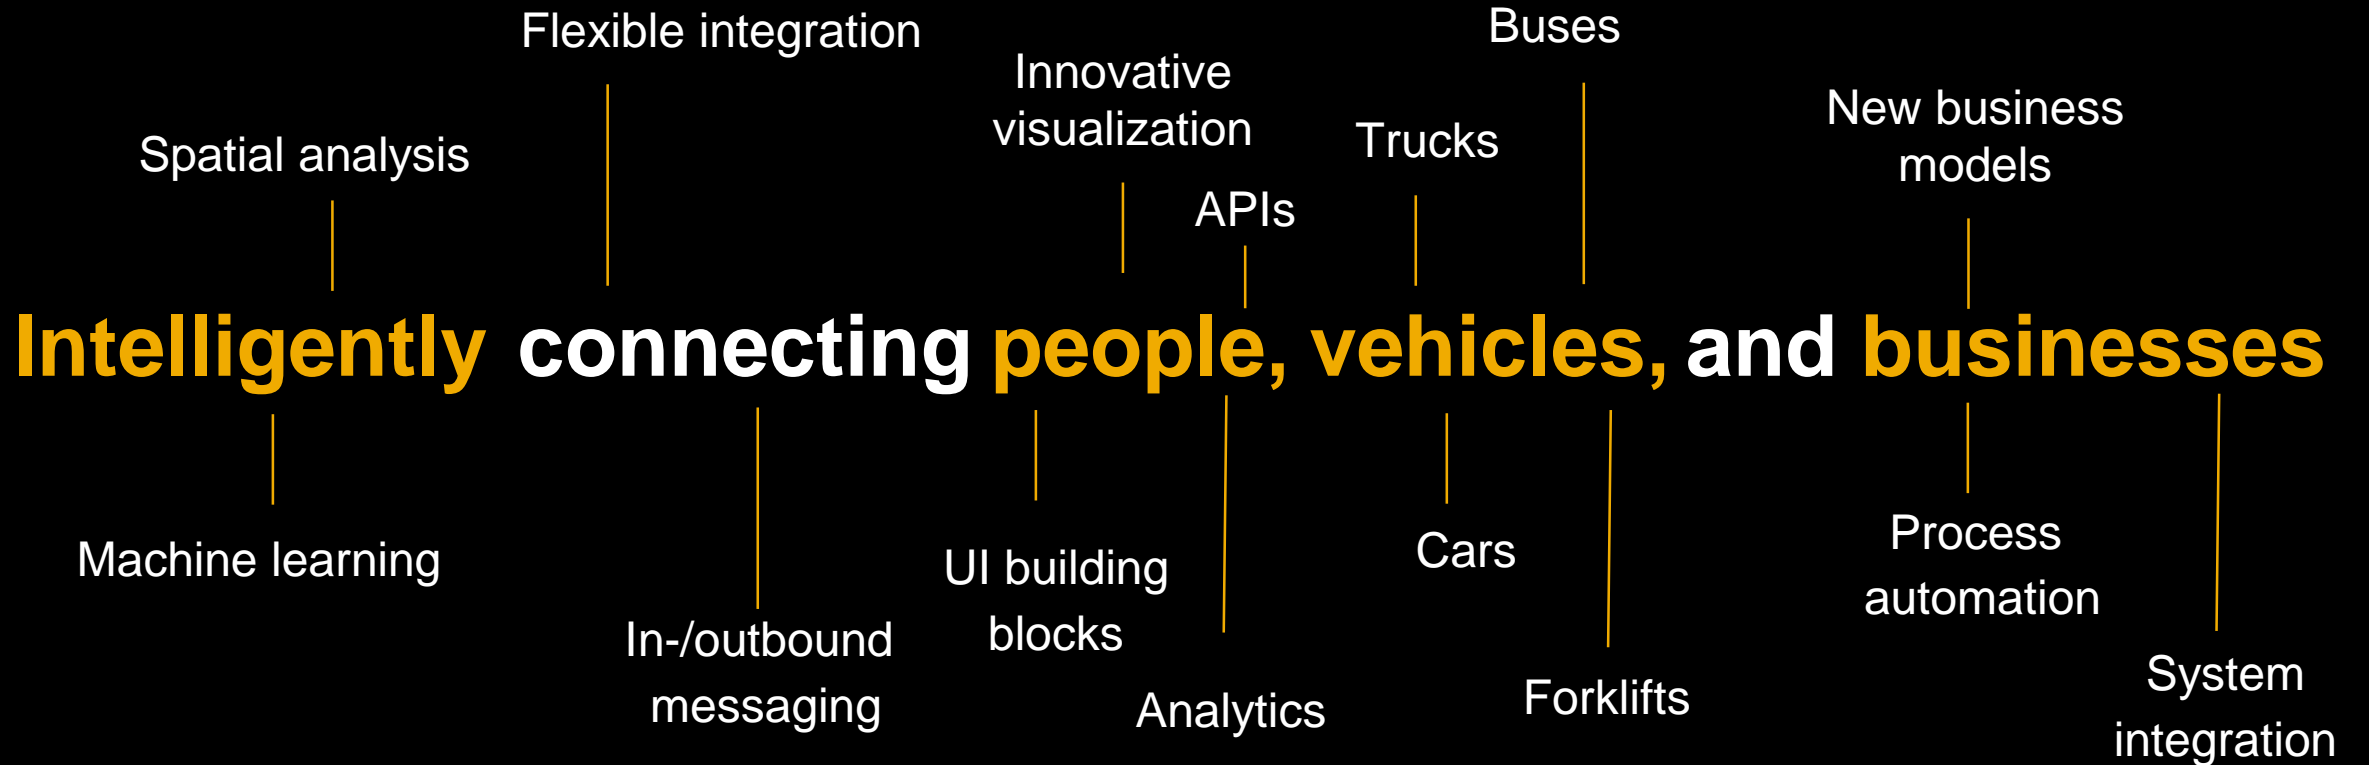 Flexible integration
Buses
Innovative
visualization
New business
models
Trucks
Spatial analysis
APIs
Intelligently connecting people, vehicles, and businesses
Machine learning
UI building
blocks
Cars
Process
automation
In-/outbound
messaging
Analytics
Forklifts
System
integration